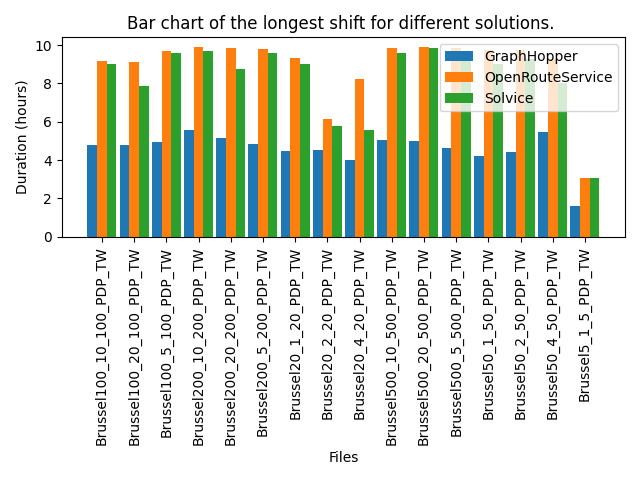 Bar chart of the longest shift for different solutions.
GraphHopper
OpenRouteService
Solvice
Duration (hours)
10
8
6
4
2
0
Brussel100_10_100_PDP_TW
Brussel100_20_100_PDP_TW
Brussel100_5_100_PDP_TW
Brussel200_10_200_PDP_TW
Brussel200_20_200_PDP_TW
Brussel200_5_200_PDP_TW
Brussel20_1_20_PDP_TW
Brussel20_2_20_PDP_TW
Brussel20_4_20_PDP_TW
Brussel500_10_500_PDP_TW
Brussel500_20_500_PDP_TW
Brussel500_5_500_PDP_TW
Brussel50_1_50_PDP_TW
Brussel50_2_50_PDP_TW
Brussel50_4_50_PDP_TW
Brussel5_1_5_PDP_TW
Files